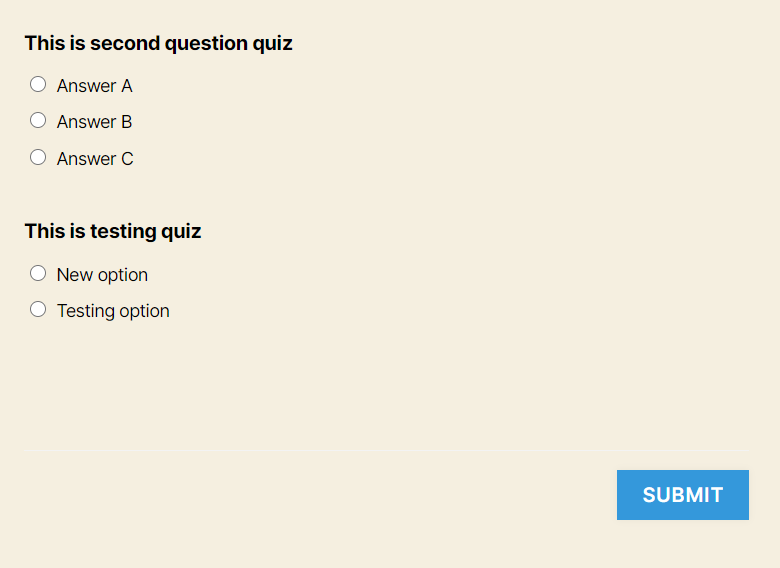 This is second question quiz
Answer A
Answer B
Answer C
This is testing quiz
New option
Testing option
SUBMIT